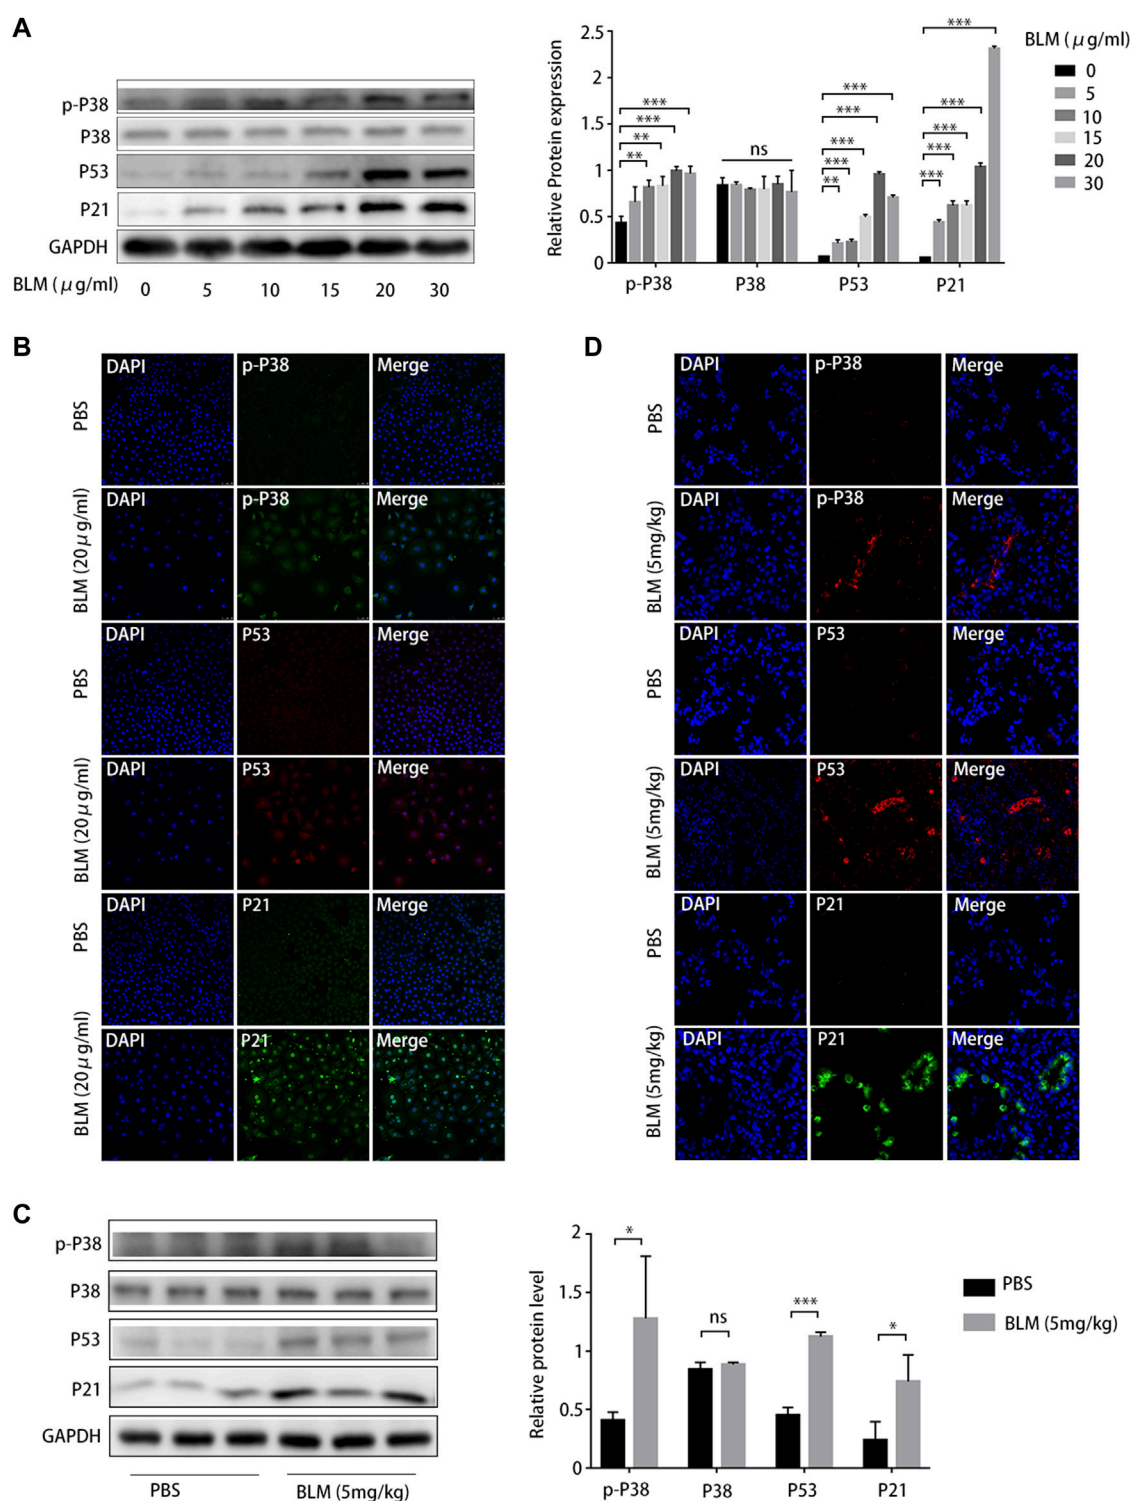 A
p-P38
P38
P53
P21
GAPDH
BLM (μg/ml)
0 5 10 15 20 30
Relative Protein expression
2.5
2
1.5
1
0.5
0
** ** *** ***
ns
** *** *** *** ***
*** *** *** *** ***
p-P38 P38 P53 P21
BLM (μg/ml)
0
5
10
15
20
30
B
PBS
DAPI p-P38 Merge
BLM (20μg/ml)
DAPI p-P38 Merge
PBS
DAPI P53 Merge
BLM (20μg/ml)
DAPI P53 Merge
PBS
DAPI P21 Merge
BLM (20μg/ml)
DAPI P21 Merge
D
PBS
DAPI p-P38 Merge
BLM (5mg/kg)
DAPI p-P38 Merge
PBS
DAPI P53 Merge
BLM (5mg/kg)
DAPI P53 Merge
PBS
DAPI P21 Merge
BLM (5mg/kg)
DAPI P21 Merge
C
p-P38
P38
P53
P21
GAPDH
PBS BLM (5mg/kg)
Relative protein level
2
1.5
1
0.5
0
* ns *** *
p-P38 P38 P53 P21
PBS
BLM (5mg/kg)